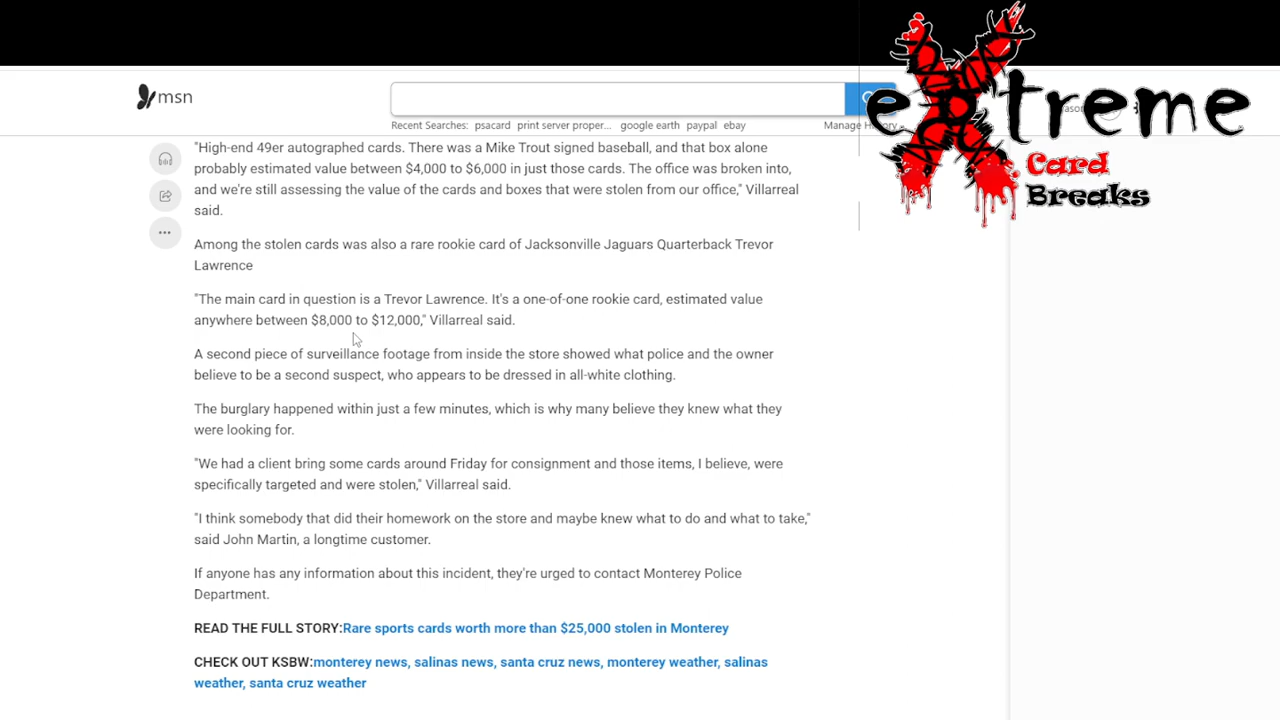 msn
Recent Searches: psacard print server proper... google earth paypal ebay Manage History
eXtreme
Card
Breaks
"High-end 49er autographed cards. There was a Mike Trout signed baseball, and that box alone
probably estimated value between $4,000 to $6,000 in just those cards. The office was broken into,
and we're still assessing the value of the cards and boxes that were stolen from our office," Villarreal
said.
Among the stolen cards was also a rare rookie card of Jacksonville Jaguars Quarterback Trevor
Lawrence
"The main card in question is a Trevor Lawrence. It's a one-of-one rookie card, estimated value
anywhere between $8,000 to $12,000," Villarreal said.
A second piece of surveillance footage from inside the store showed what police and the owner
believe to be a second suspect, who appears to be dressed in all-white clothing.
The burglary happened within just a few minutes, which is why many believe they knew what they
were looking for.
"We had a client bring some cards around Friday for consignment and those items, I believe, were
specifically targeted and were stolen," Villarreal said.
"I think somebody that did their homework on the store and maybe knew what to do and what to take,"
said John Martin, a longtime customer.
If anyone has any information about this incident, they're urged to contact Monterey Police
Department.
READ THE FULL STORY:Rare sports cards worth more than $25,000 stolen in Monterey
CHECK OUT KSBW:monterey news, salinas news, santa cruz news, monterey weather, salinas
weather, santa cruz weather